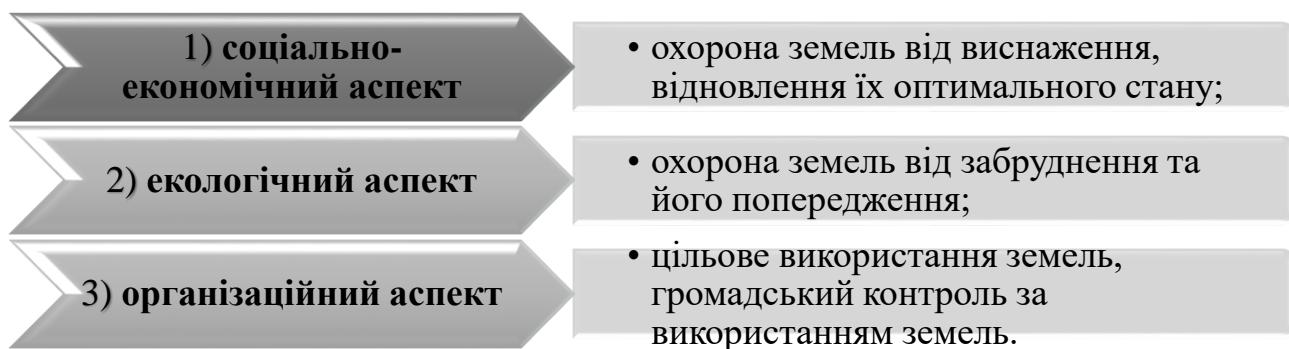 1) соціально-
економічний аспект
• охорона земель від виснаження,
відновлення їх оптимального стану;
2) екологічний аспект
• охорона земель від забруднення та
його попередження;
3) організаційний аспект
• цільове використання земель,
громадський контроль за
використанням земель.